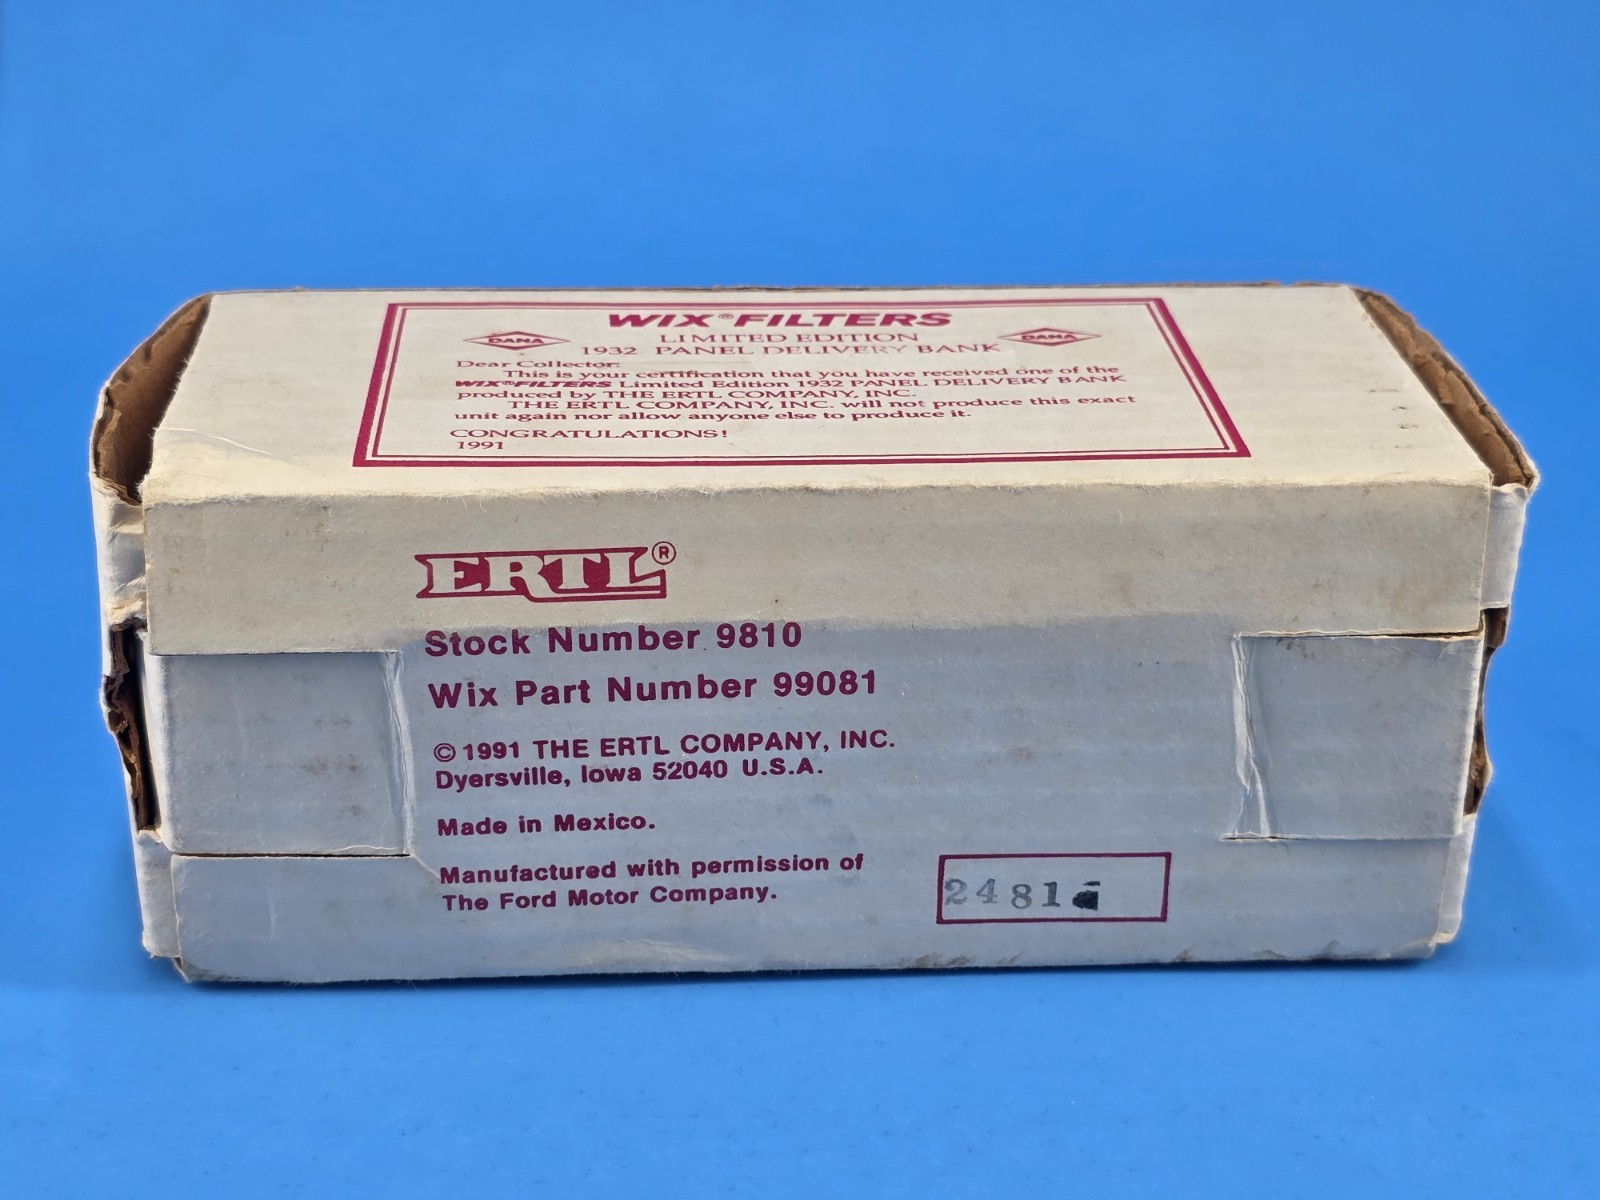 WIX® FILTERS
DANA
LIMITED EDITION
DANA
1932 PANEL DELIVERY BANK
Dear Collector:
This is your certification that you have received one of the
WIX® FILTERS Limited Edition 1932 PANEL DELIVERY BANK
produced by THE ERTL COMPANY, INC.
THE ERTL COMPANY, INC. will not produce this exact
unit again nor allow anyone else to produce it.
CONGRATULATIONS!
1991
ERTL®
Stock Number 9810
Wix Part Number 99081
© 1991 THE ERTL COMPANY, INC.
Dyersville, Iowa 52040 U.S.A.
Made in Mexico.
Manufactured with permission of
The Ford Motor Company.